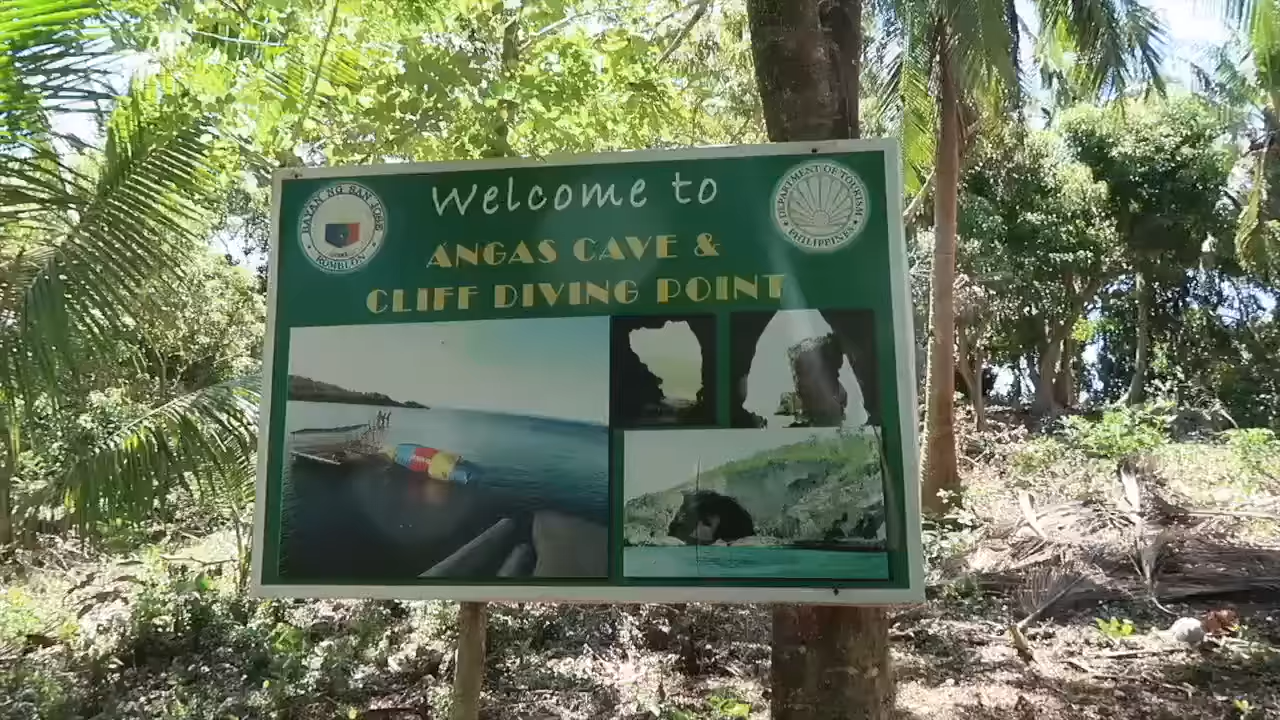 BAYAN NG SAN JOSE
ROMBLON
Welcome to
DEPARTMENT OF TOURISM
PHILIPPINES
ANGAS CAVE &
CLIFF DIVING POINT